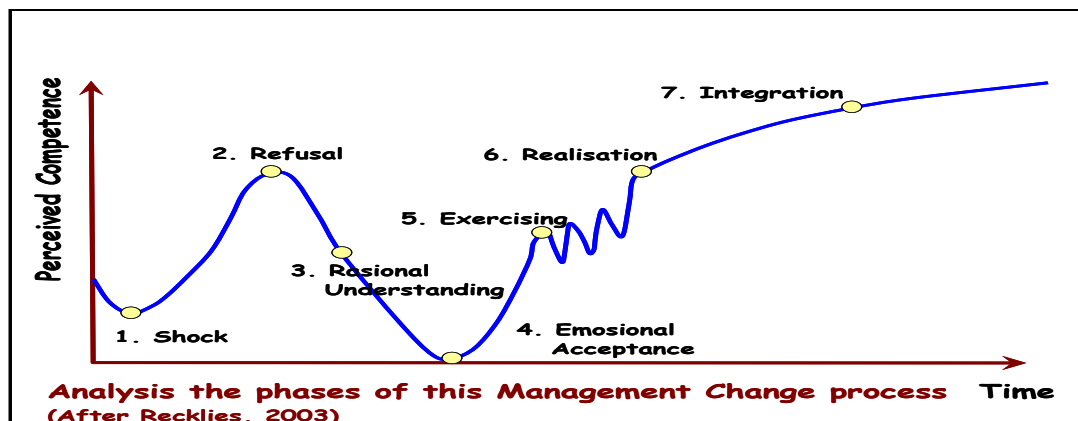 Perceived Competence
7. Integration
2. Refusal
6. Realisation
5. Exercising
3. Rasional
Understanding
1. Shock
4. Emosional
Acceptance
Analysis the phases of this Management Change process Time
(After Recklies, 2003)